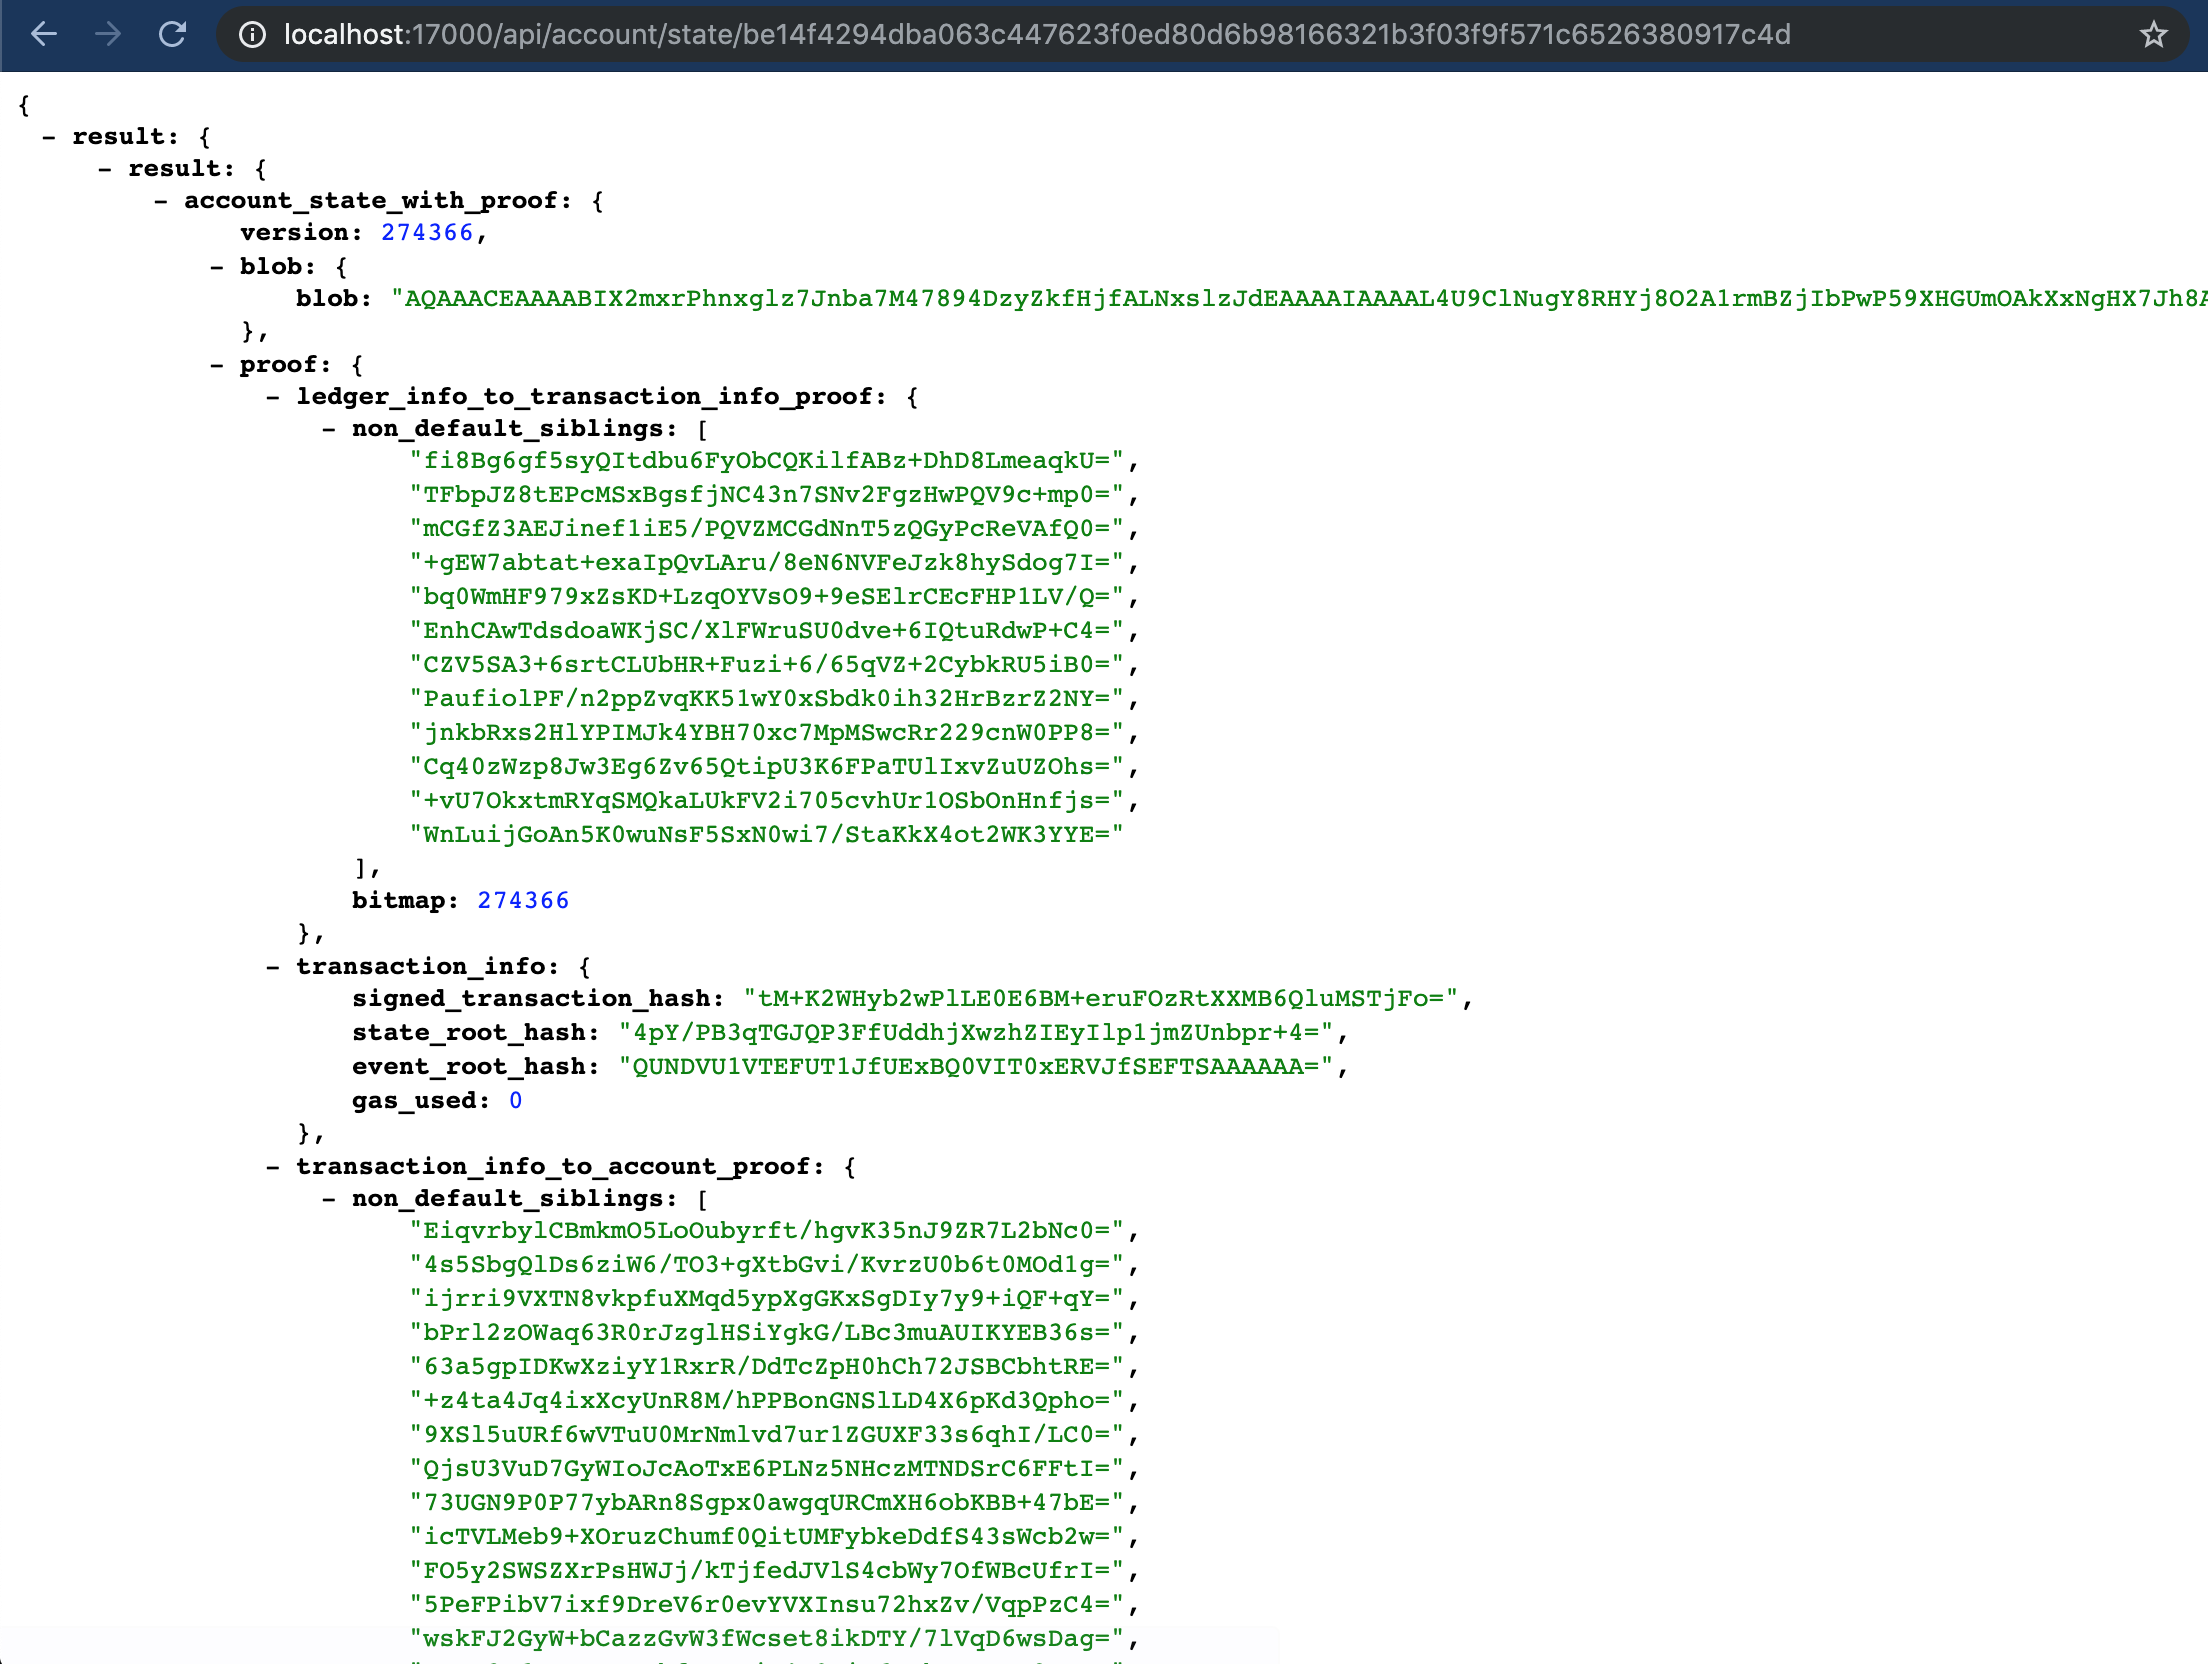 localhost:17000/api/account/state/be14f4294dba063c447623f0ed80d6b98166321b3f03f9f571c6526380917c4d
{
- result: {
- result: {
- account_state_with_proof: {
version: 274366,
- blob: {
blob: "AQAAACEAAAABIX2mxrPhnxglz7Jnba7M47894DzyZkfHjfALNxslzJdEAAAAIAAAAL4U9ClNugY8RHYj8O2A1rmBZjIbPwP59XHGUmOAkXxNgHX7Jh8A
},
- proof: {
- ledger_info_to_transaction_info_proof: {
- non_default_siblings: [
"fi8Bg6gf5syQItdbu6FyObCQKilfABz+DhD8LmeaqkU=",
"TFbpJZ8tEPcMSxBgsfjNC43n7SNv2FgzHwPQV9c+mp0=",
"mCGfZ3AEJinef1iE5/PQVZMCGdNnT5zQGyPcReVAfQ0=",
"+gEW7abtat+exaIpQvLAru/8eN6NVFeJzk8hySdog7I=",
"bq0WmHF979xZsKD+LzqOYVsO9+9eSElrCEcFHP1LV/Q=",
"EnhCAwTdsdoaWKjSC/XlFWruSU0dve+6IQtuRdwP+C4=",
"CZV5SA3+6srtCLUbHR+Fuzi+6/65qVZ+2CybkRU5iB0=",
"PaufiolPF/n2ppZvqKK51wY0xSbdk0ih32HrBzrZ2NY=",
"jnkbRxs2HlYPIMJk4YBH70xc7MpMSwcRr229cnW0PP8=",
"Cq40zWzp8Jw3Eg6Zv65QtipU3K6FPaTUlIxvZuUZOhs=",
"+vU7OkxtmRYqSMQkaLUkFV2i705cvhUr1OSbOnHnfjs=",
"WnLuijGoAn5K0wuNsF5SxN0wi7/StaKkX4ot2WK3YYE="
],
bitmap: 274366
},
- transaction_info: {
signed_transaction_hash: "tM+K2WHyb2wPlLE0E6BM+eruFOzRtXXMB6QluMSTjFo=",
state_root_hash: "4pY/PB3qTGJQP3FfUddhjXwzhZIEyIlp1jmZUnbpr+4=",
event_root_hash: "QUNDVU1VTEFUT1JfUExBQ0VIT0xERVJfSEFTSAAAAAA=",
gas_used: 0
},
- transaction_info_to_account_proof: {
- non_default_siblings: [
"EiqvrbylCBmkmO5LoOubyrft/hgvK35nJ9ZR7L2bNc0=",
"4s5SbgQlDs6ziW6/TO3+gXtbGvi/KvrzU0b6t0MOd1g=",
"ijrri9VXTN8vkpfuXMqd5ypXgGKxSgDIy7y9+iQF+qY=",
"bPrl2zOWaq63R0rJzglHSiYgkG/LBc3muAUIKYEB36s=",
"63a5gpIDKwXziyY1RxrR/DdTcZpH0hCh72JSBCbhtRE=",
"+z4ta4Jq4ixXcyUnR8M/hPPBonGNSlLD4X6pKd3Qpho=",
"9XSl5uURf6wVTuU0MrNmlvd7ur1ZGUXF33s6qhI/LC0=",
"QjsU3VuD7GyWIoJcAoTxE6PLNz5NHczMTNDSrC6FFtI=",
"73UGN9P0P77ybARn8Sgpx0awgqURCmXH6obKBB+47bE=",
"icTVLMeb9+XOruzChumf0QitUMFybkeDdfS43sWcb2w=",
"FO5y2SWSZXrPsHWJj/kTjfedJVlS4cbWy7OfWBcUfrI=",
"5PeFPibV7ixf9DreV6r0evYVXInsu72hxZv/VqpPzC4=",
"wskFJ2GyW+bCazzGvW3fWcset8ikDTY/7lVqD6wsDag=",